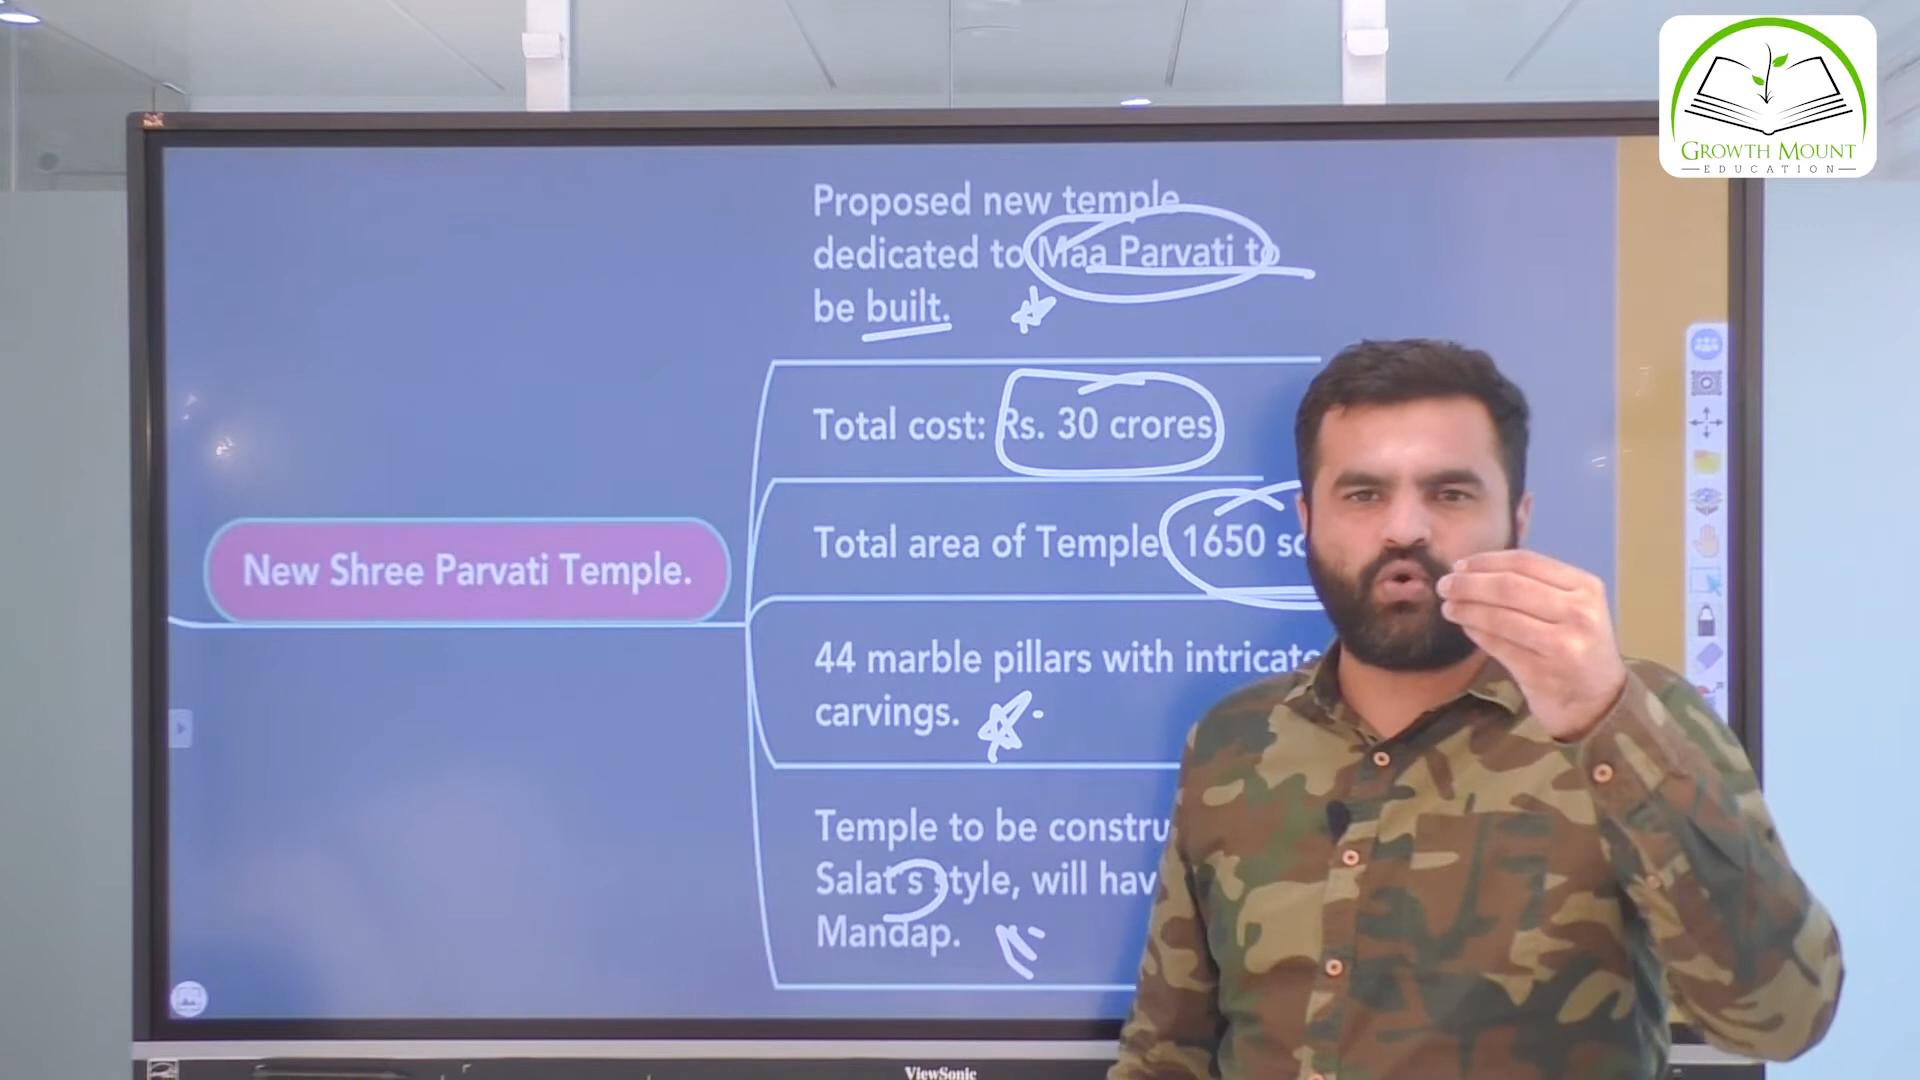 GROWTH MOUNT
EDUCATION
Proposed new temple
dedicated to Maa Parvati to
be built.
Total cost: Rs. 30 crores.
Total area of Temple: 1650
New Shree Parvati Temple.
44 marble pillars with intricate
carvings.
Temple to be
Salat's style, will
Mandap.
ViewSonic